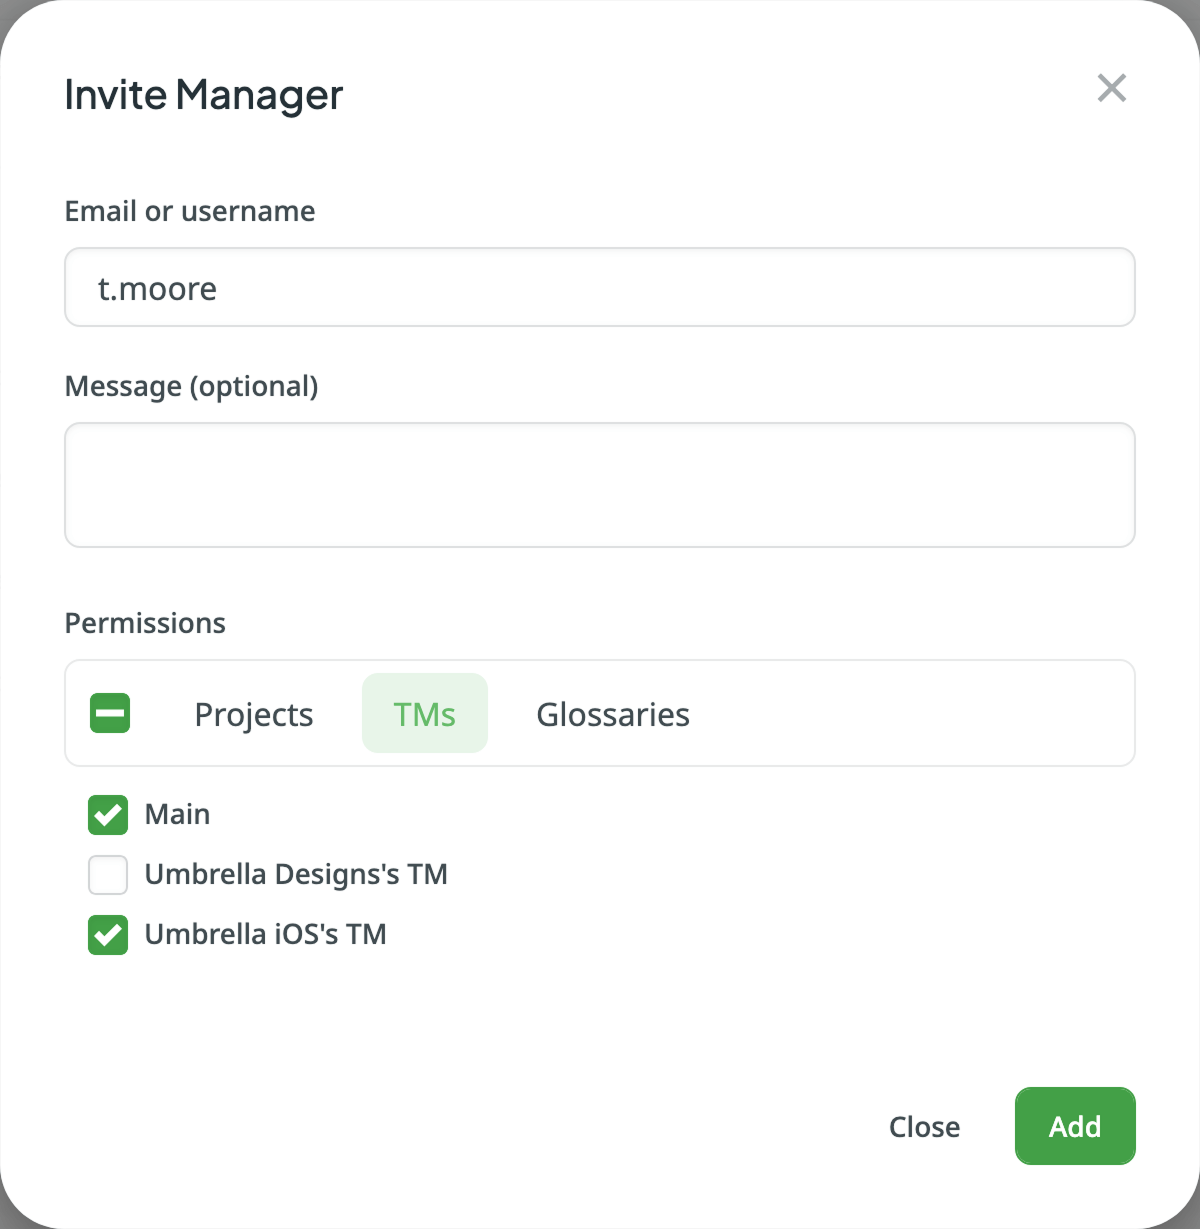 Invite Manager
Email or username
t.moore
Message (optional)
Permissions
Projects TMs Glossaries
Main
Umbrella Designs's TM
Umbrella iOS's TM
Close Add